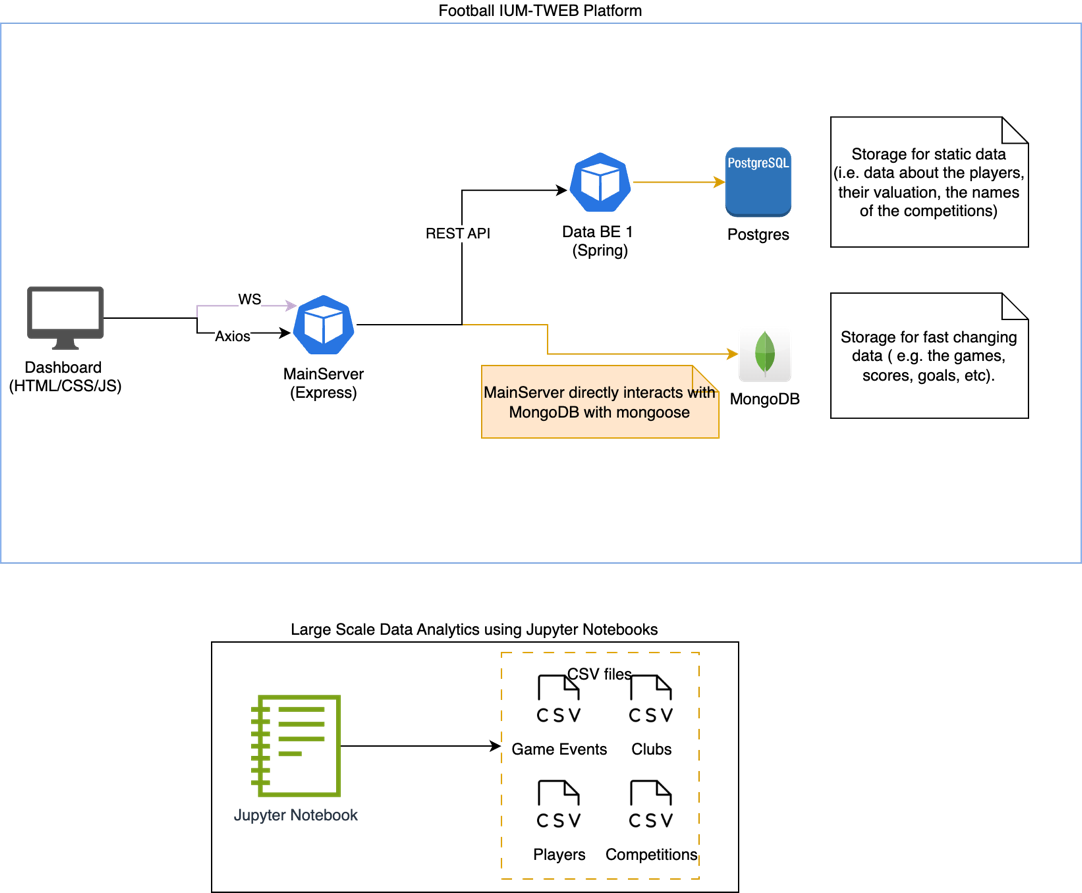 Football IUM-TWEB Platform
PostgreSQL
Storage for static data
(i.e. data about the players,
their valuation, the names
of the competitions)
Data BE 1
(Spring)
Postgres
REST API
WS
Axios
Dashboard
(HTML/CSS/JS)
MainServer
(Express)
Storage for fast changing
data ( e.g. the games,
scores, goals, etc).
MainServer directly interacts with
MongoDB with mongoose
MongoDB
Large Scale Data Analytics using Jupyter Notebooks
CSV files
CSV
CSV
Game Events
Clubs
CSV
CSV
Players
Competitions
Jupyter Notebook